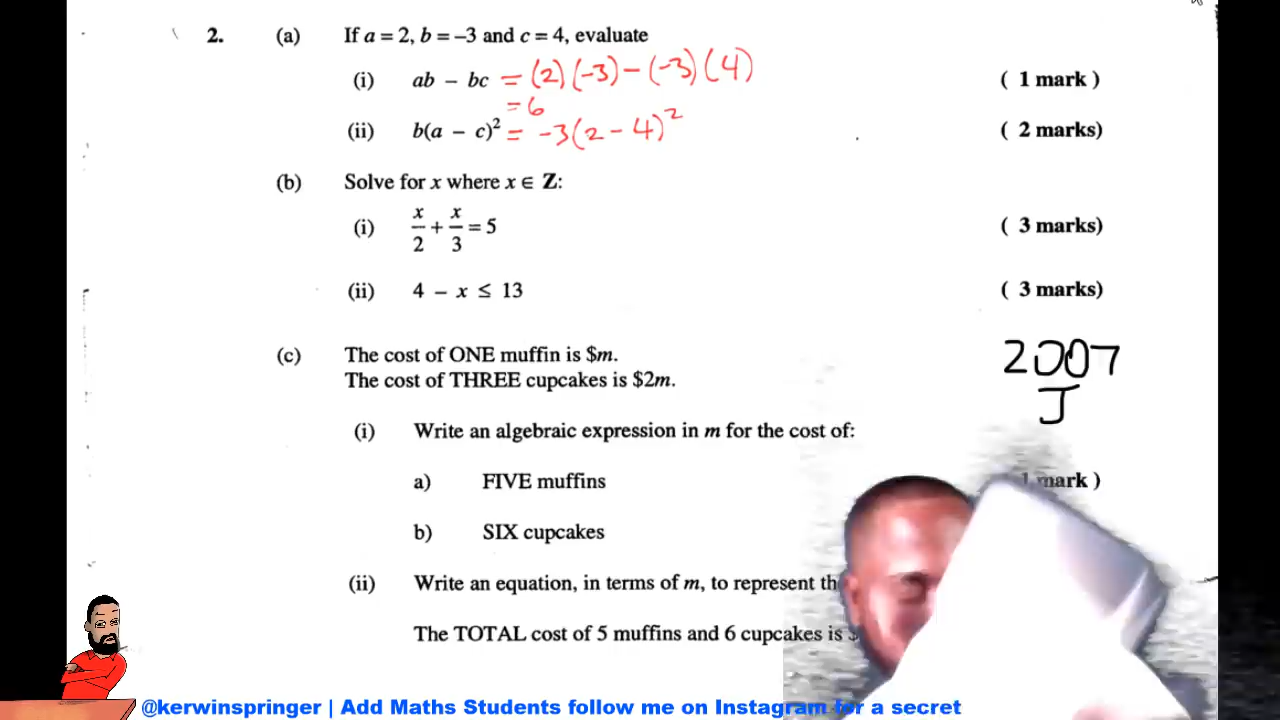 2. (a) If a = 2, b = –3 and c = 4, evaluate
(i) ab – bc = (2)(-3) - (-3)(4) ( 1 mark )
= 6
(ii) b(a – c)² = -3(2 - 4)² ( 2 marks)
(b) Solve for x where x ∈ Z:
(i) x/2 + x/3 = 5 ( 3 marks)
(ii) 4 – x ≤ 13 ( 3 marks)
(c) The cost of ONE muffin is $m.
The cost of THREE cupcakes is $2m.
2007
J
(i) Write an algebraic expression in m for the cost of:
a) FIVE muffins 1 mark )
b) SIX cupcakes
(ii) Write an equation, in terms of m, to represent
The TOTAL cost of 5 muffins and 6 cupcakes is
@kerwinspringer | Add Maths Students follow me on Instagram for a secret